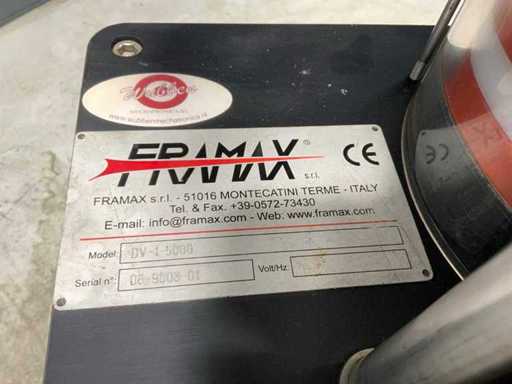 FRAMAX®
s.r.l.
CE
FRAMAX s.r.l. - 51016 MONTECATINI TERME - ITALY
Tel. & Fax. +39-0572-73430
E-mail: info@framax.com - Web: www.framax.com
Model:
Serial n°:
Volt/Hz: